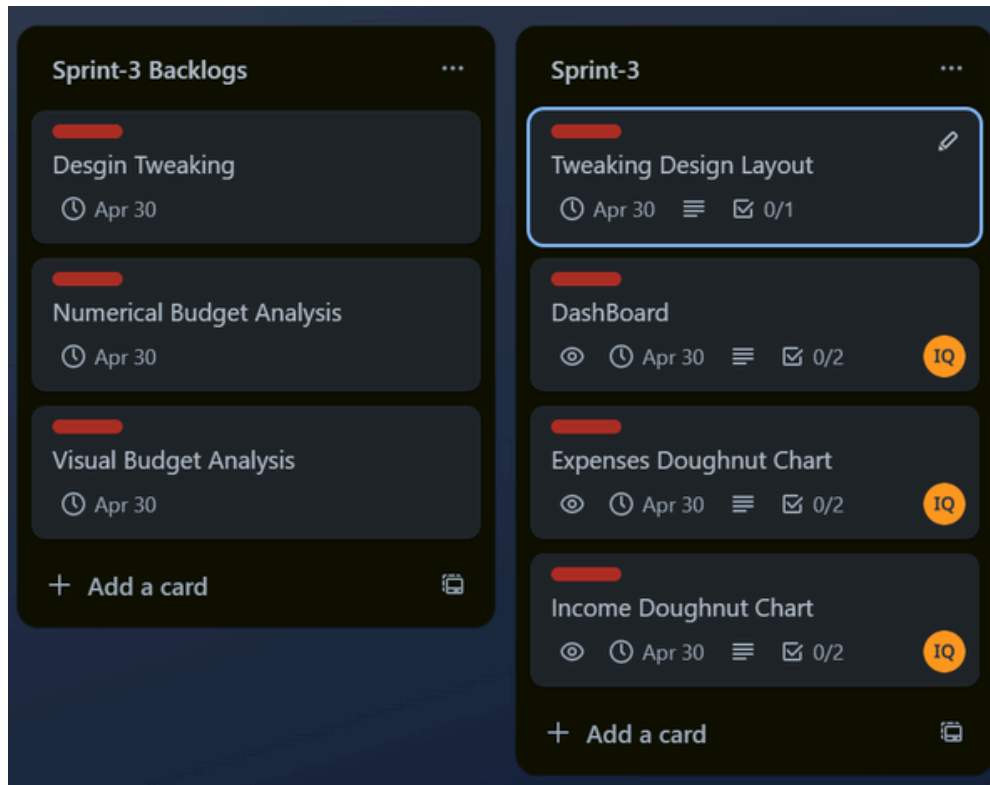 Sprint-3 Backlogs
Desgin Tweaking
Apr 30
Numerical Budget Analysis
Apr 30
Visual Budget Analysis
Apr 30
+ Add a card
Sprint-3
Tweaking Design Layout
Apr 30 0/1
DashBoard
Apr 30 0/2 IQ
Expenses Doughnut Chart
Apr 30 0/2 IQ
Income Doughnut Chart
Apr 30 0/2 IQ
+ Add a card